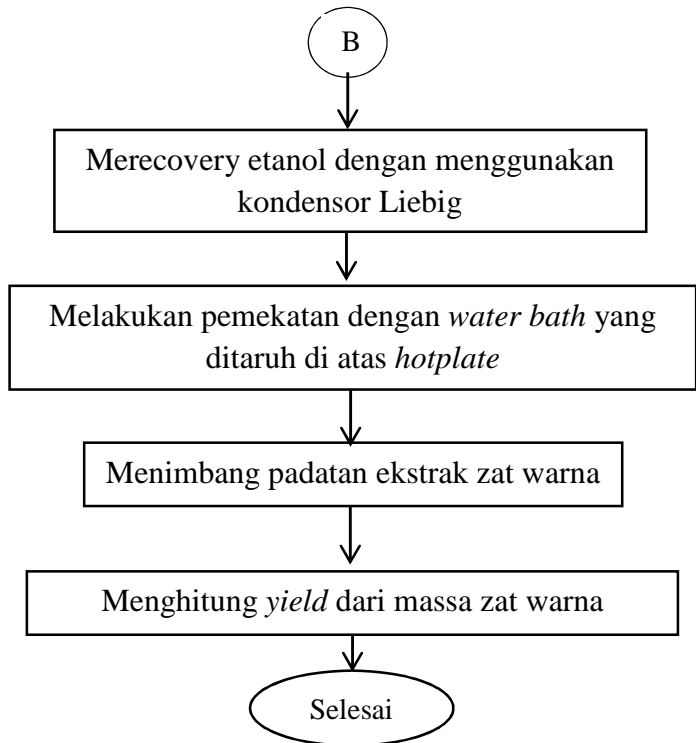 B
Merecovery etanol dengan menggunakan
kondensor Liebig
Melakukan pemekatan dengan water bath yang
ditaruh di atas hotplate
Menimbang padatan ekstrak zat warna
Menghitung yield dari massa zat warna
Selesai